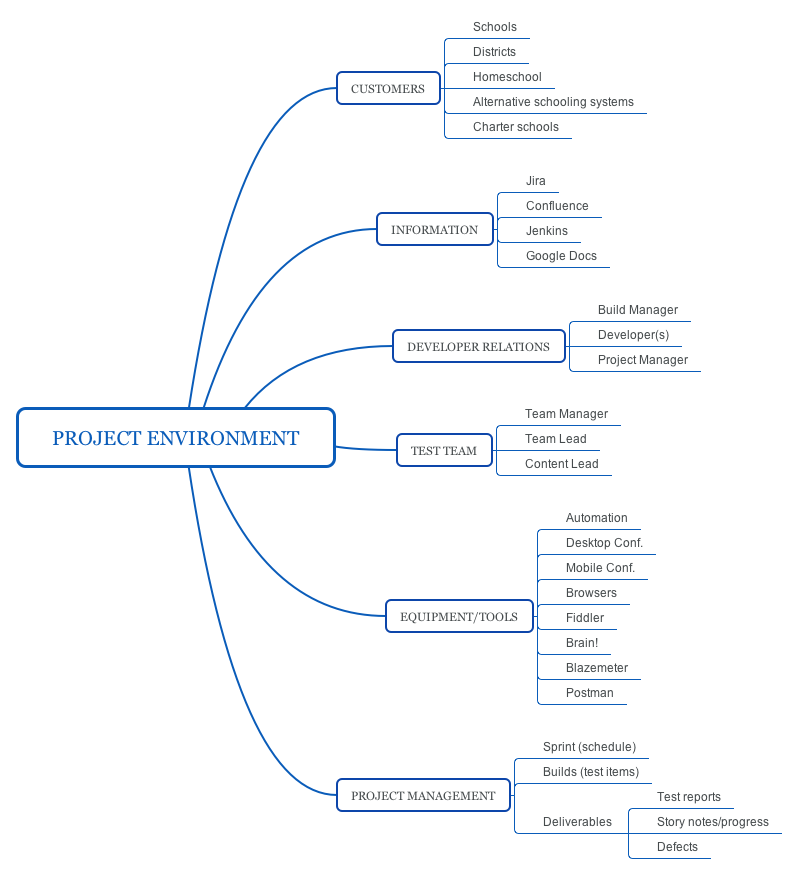 PROJECT ENVIRONMENT
CUSTOMERS
Schools
Districts
Homeschool
Alternative schooling systems
Charter schools
INFORMATION
Jira
Confluence
Jenkins
Google Docs
DEVELOPER RELATIONS
Build Manager
Developer(s)
Project Manager
TEST TEAM
Team Manager
Team Lead
Content Lead
EQUIPMENT/TOOLS
Automation
Desktop Conf.
Mobile Conf.
Browsers
Fiddler
Brain!
Blazemeter
Postman
PROJECT MANAGEMENT
Sprint (schedule)
Builds (test items)
Deliverables
Test reports
Story notes/progress
Defects